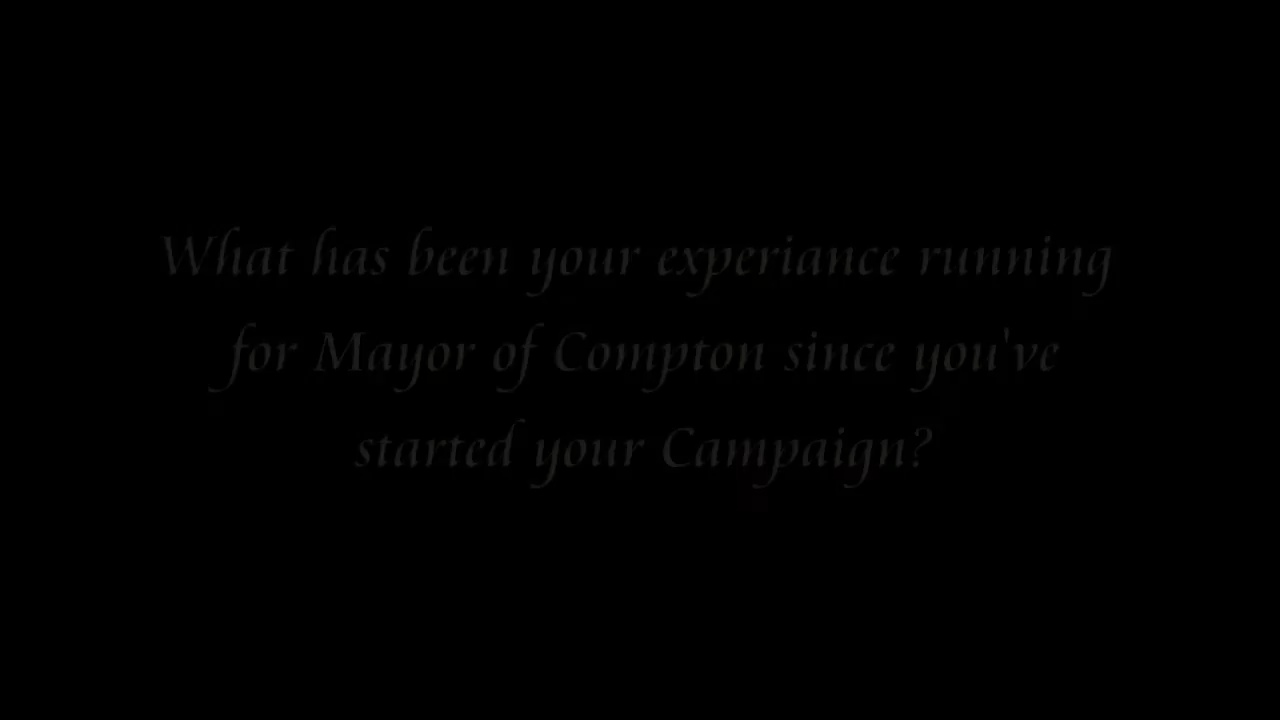 What has been your experiance running
for Mayor of Compton since you've
started your Campaign?